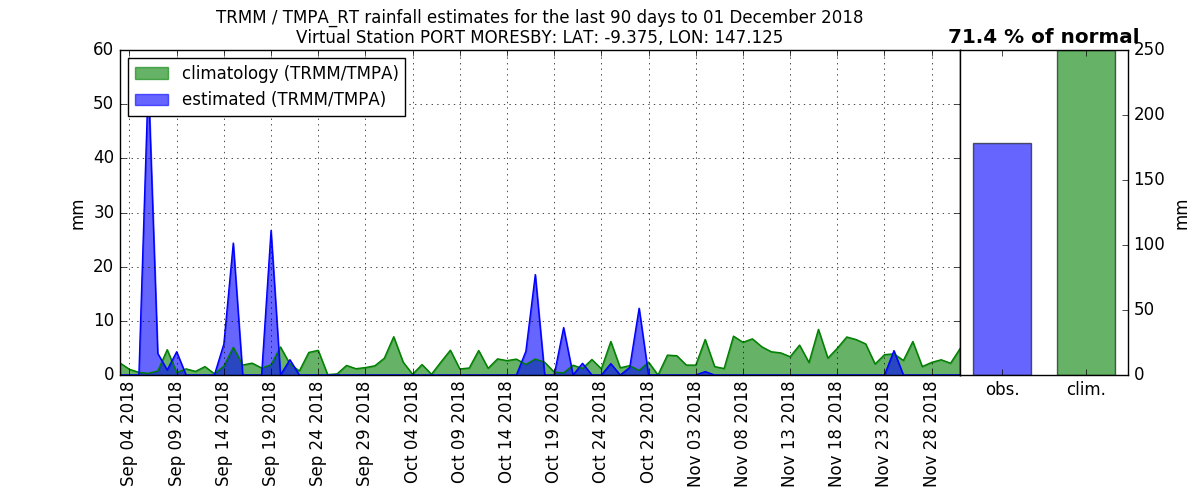 TRMM / TMPA_RT rainfall estimates for the last 90 days to 01 December 2018
Virtual Station PORT MORESBY: LAT: -9.375, LON: 147.125
71.4 % of normal
climatology (TRMM/TMPA)
estimated (TRMM/TMPA)
60
50
40
30
20
10
0
mm
250
200
150
100
50
0
mm
Sep 04 2018
Sep 09 2018
Sep 14 2018
Sep 19 2018
Sep 24 2018
Sep 29 2018
Oct 04 2018
Oct 09 2018
Oct 14 2018
Oct 19 2018
Oct 24 2018
Oct 29 2018
Nov 03 2018
Nov 08 2018
Nov 13 2018
Nov 18 2018
Nov 23 2018
Nov 28 2018
obs.
clim.